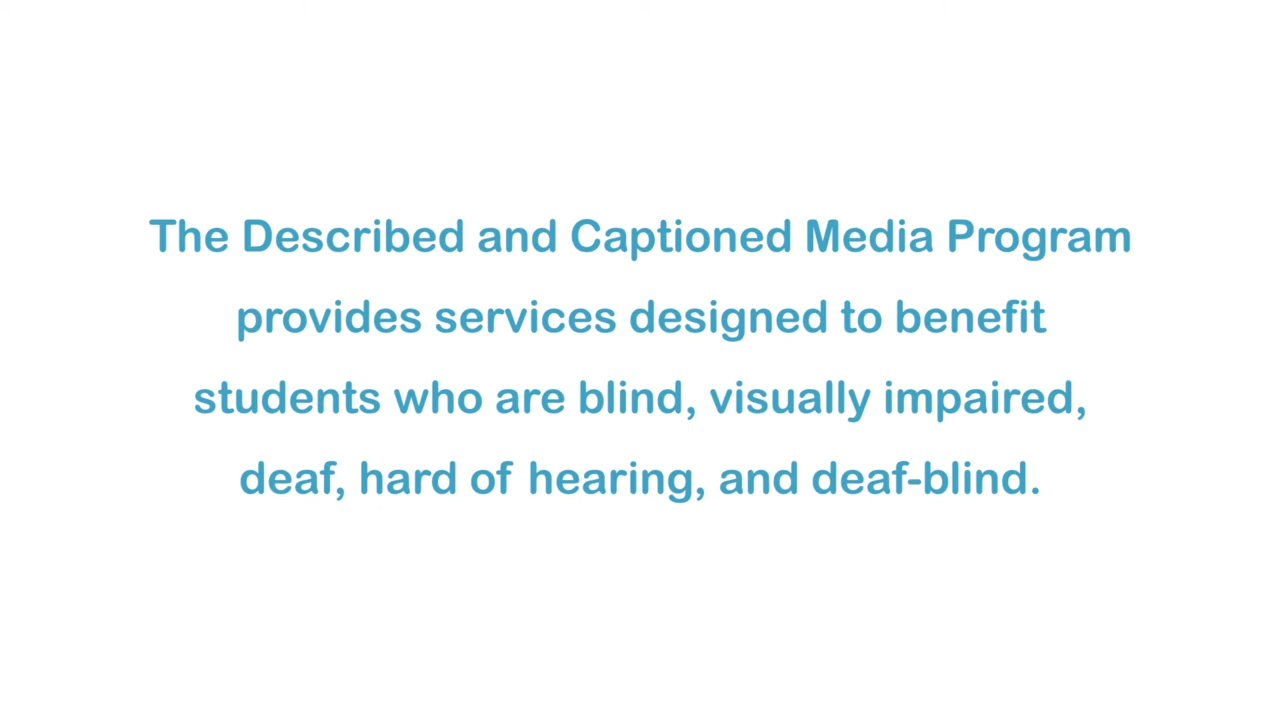 The Described and Captioned Media Program
provides services designed to benefit
students who are blind, visually impaired,
deaf, hard of hearing, and deaf-blind.